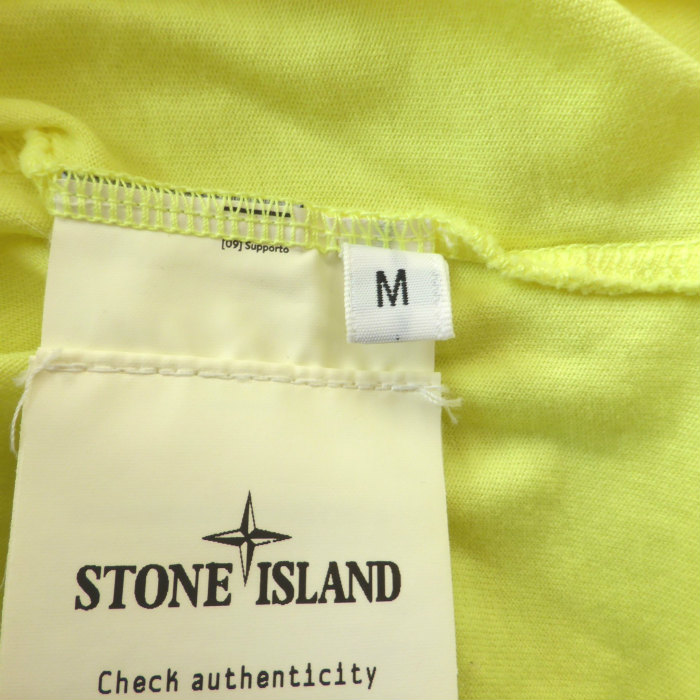 [09] Supporto
M
STONE ISLAND
Check authenticity